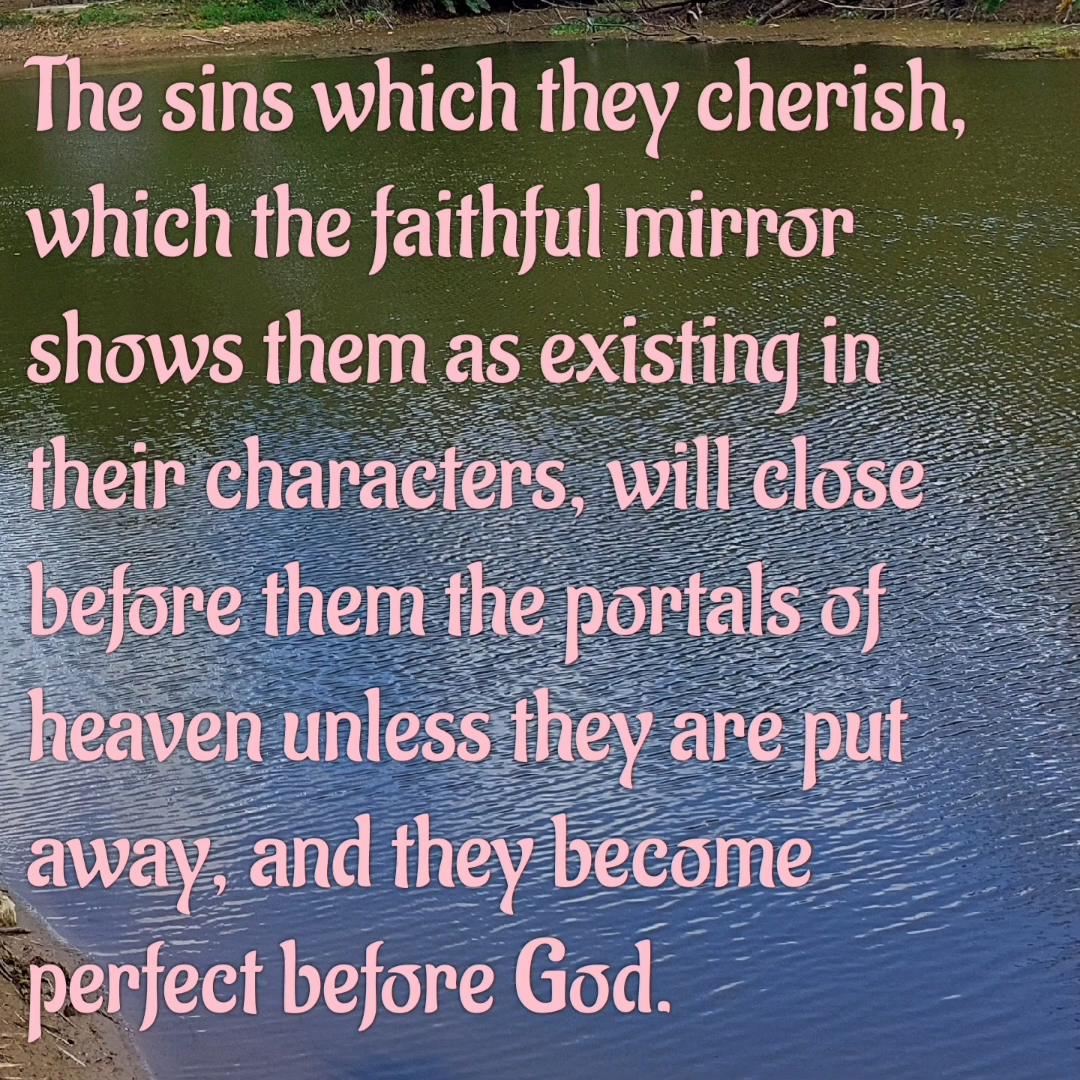 The sins which they cherish,
which the faithful mirror
shows them as existing in
their characters, will close
before them the portals of
heaven unless they are put
away, and they become
perfect before God.